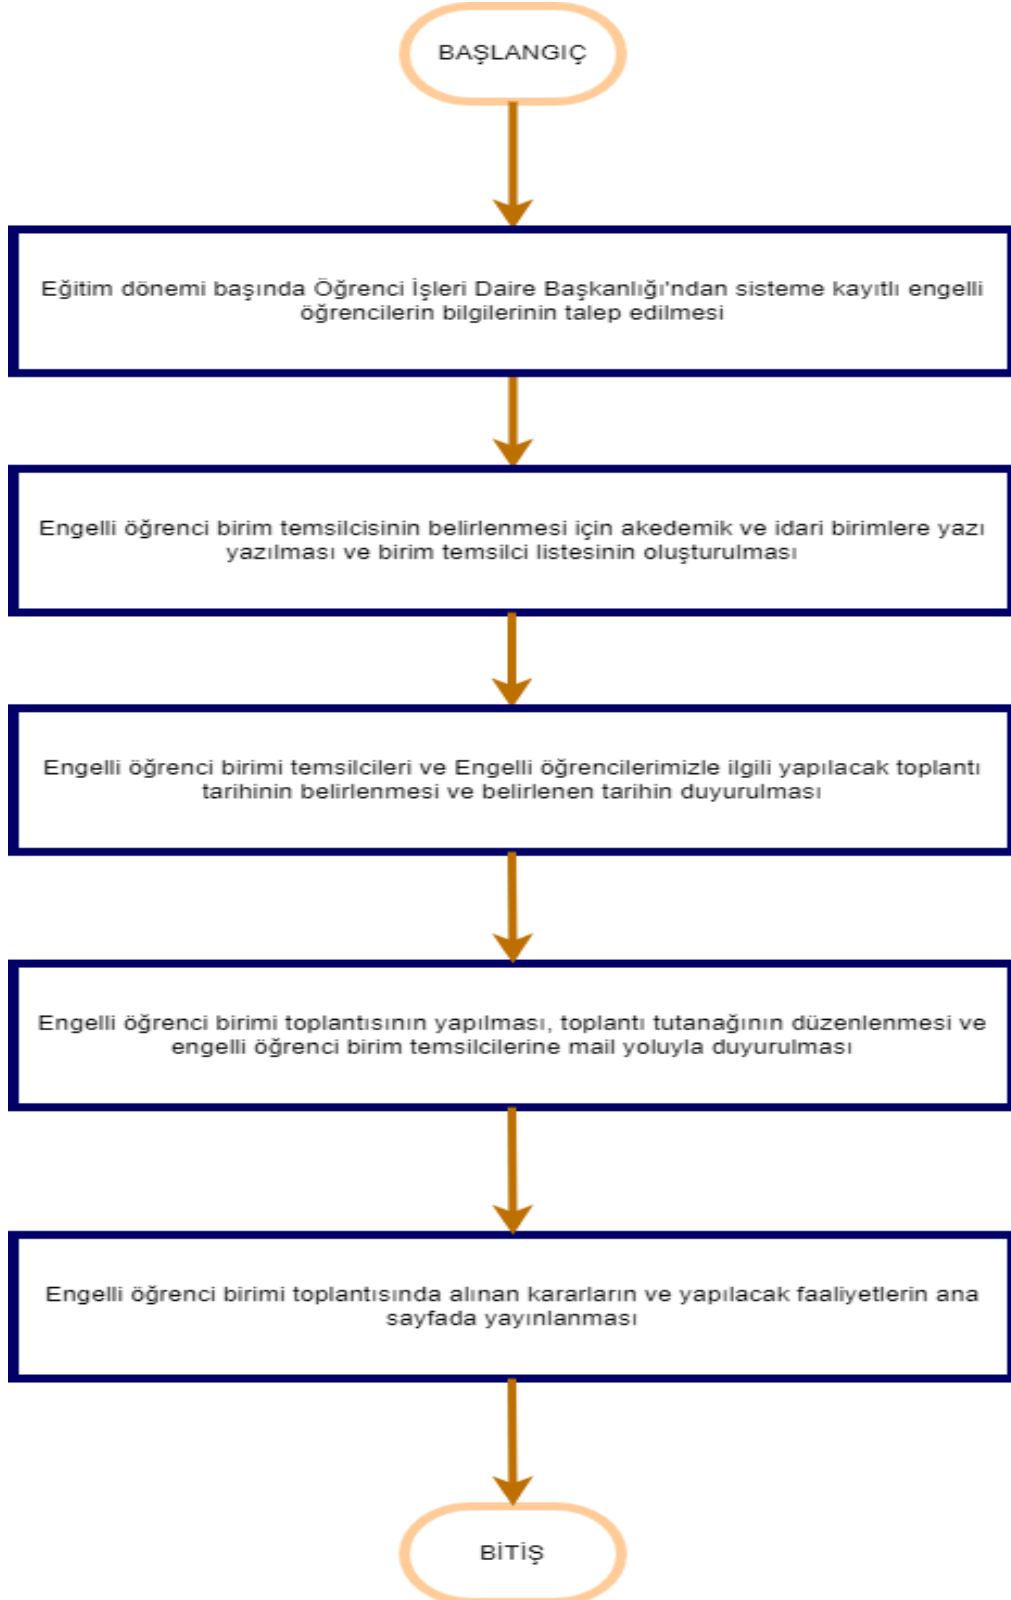 BAŞLANGIÇ
Eğitim dönemi başında Öğrenci İşleri Daire Başkanlığı'ndan sisteme kayıtlı engelli
öğrencilerin bilgilerinin talep edilmesi
Engelli öğrenci birim temsilcisinin belirlenmesi için akedemik ve idari birimlere yazı
yazılması ve birim temsilci listesinin oluşturulması
Engelli öğrenci birimi temsilcileri ve Engelli öğrencilerimizle ilgili yapılacak toplantı
tarihinin belirlenmesi ve belirlenen tarihin duyurulması
Engelli öğrenci birimi toplantısının yapılması, toplantı tutanağının düzenlenmesi ve
engelli öğrenci birim temsilcilerine mail yoluyla duyurulması
Engelli öğrenci birimi toplantısında alınan kararların ve yapılacak faaliyetlerin ana
sayfada yayınlanması
BİTİŞ